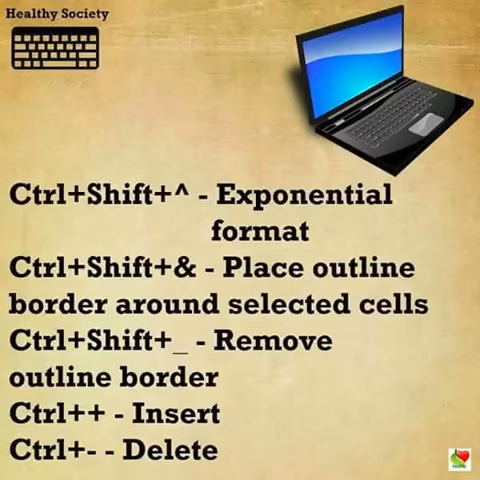 Healthy Society
Ctrl+Shift+^ - Exponential
format
Ctrl+Shift+& - Place outline
border around selected cells
Ctrl+Shift+_ - Remove
outline border
Ctrl++ - Insert
Ctrl+- - Delete